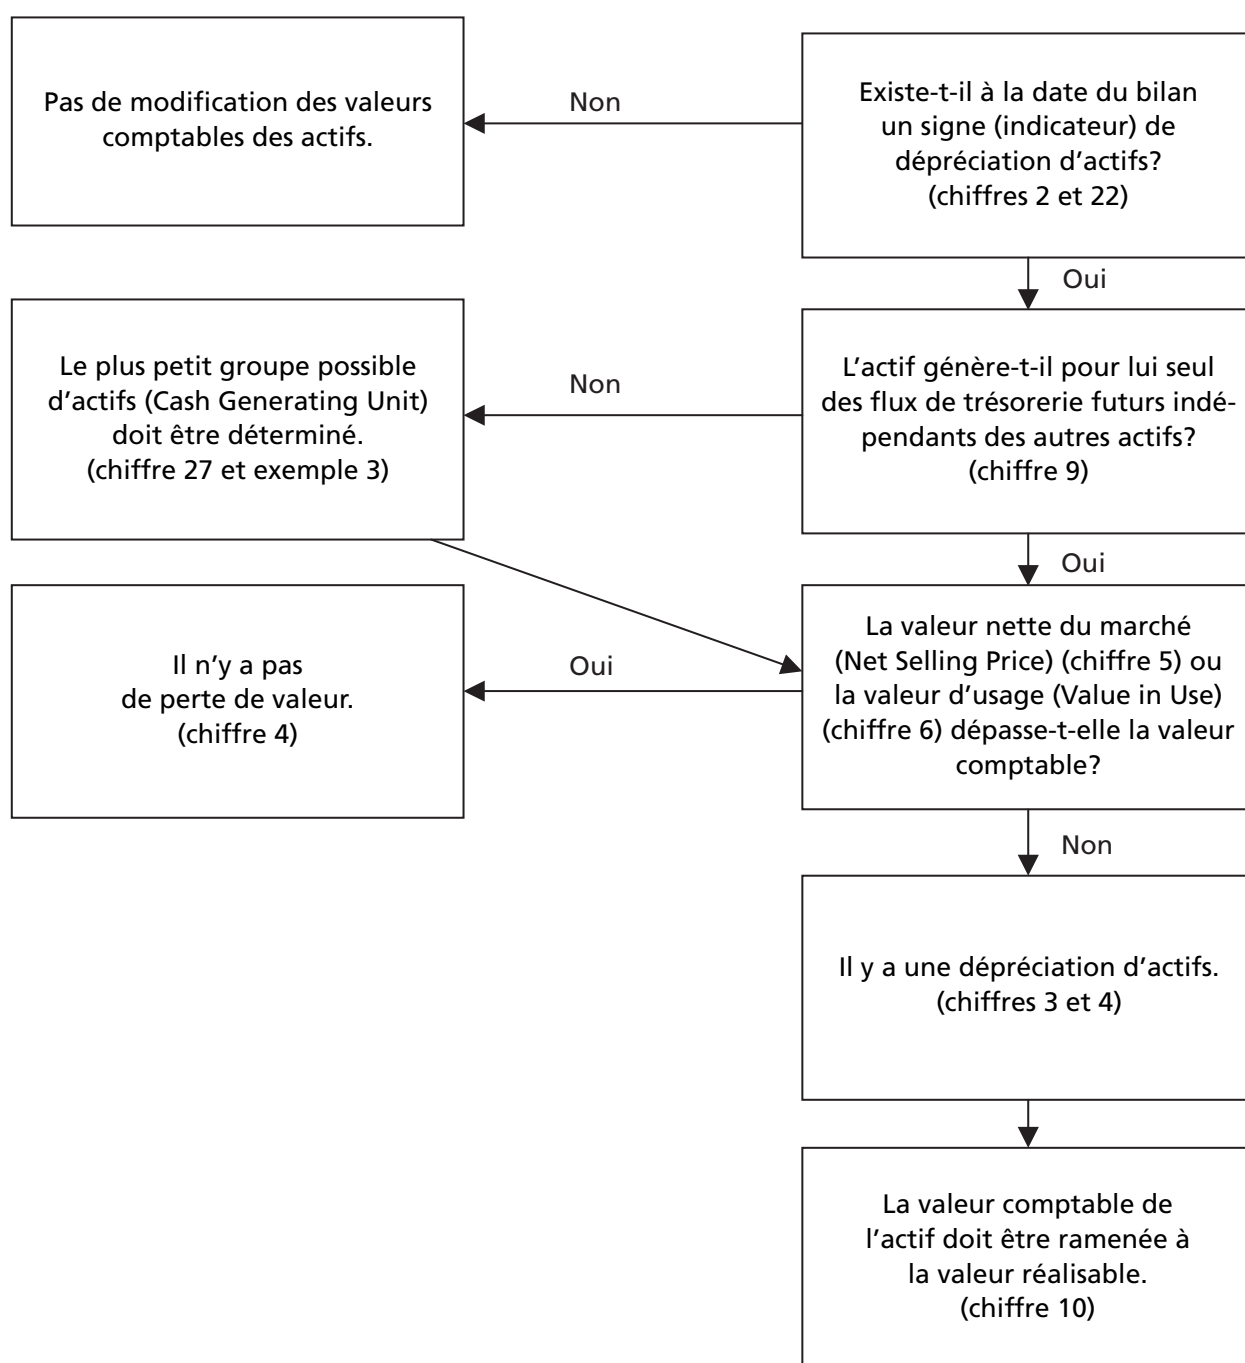 Pas de modification des valeurs
comptables des actifs.
Non
Existe-t-il à la date du bilan
un signe (indicateur) de
dépréciation d’actifs?
(chiffres 2 et 22)
Oui
Le plus petit groupe possible
d’actifs (Cash Generating Unit)
doit être déterminé.
(chiffre 27 et exemple 3)
Non
L’actif génère-t-il pour lui seul
des flux de trésorerie futurs indé-
pendants des autres actifs?
(chiffre 9)
Oui
Il n’y a pas
de perte de valeur.
(chiffre 4)
Oui
La valeur nette du marché
(Net Selling Price) (chiffre 5) ou
la valeur d’usage (Value in Use)
(chiffre 6) dépasse-t-elle la valeur
comptable?
Non
Il y a une dépréciation d’actifs.
(chiffres 3 et 4)
La valeur comptable de
l’actif doit être ramenée à
la valeur réalisable.
(chiffre 10)